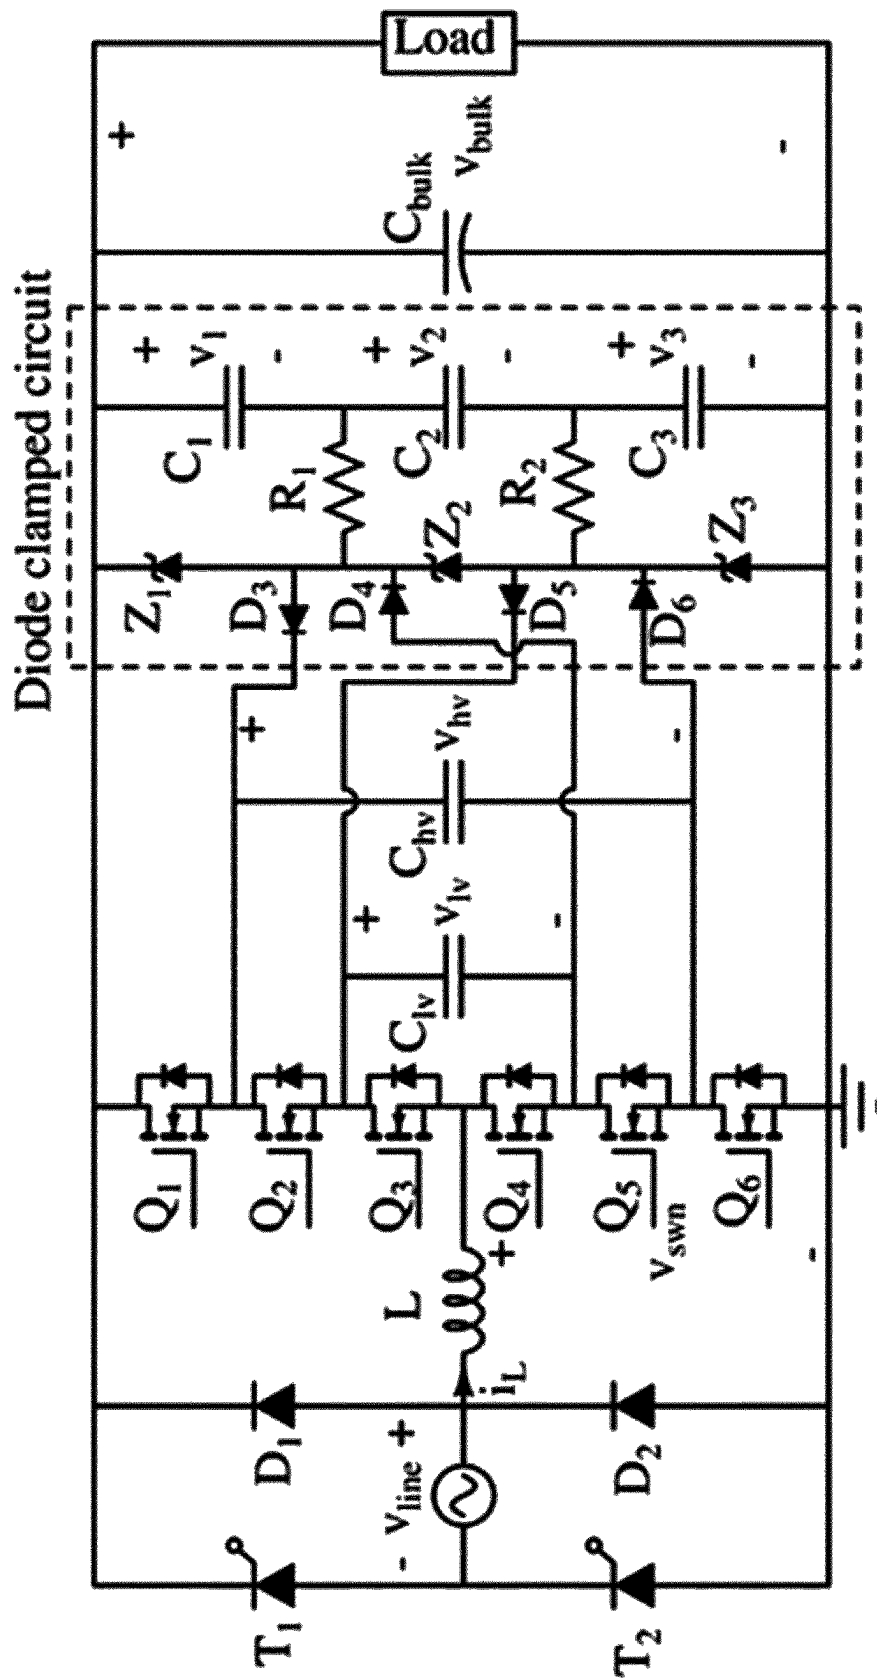 Diode clamped circuit
T1
T2
D1
D2
- vline +
iL
L
+
vswn
-
Q1
Q2
Q3
Q4
Q5
Q6
Clv
+ vlv -
Chv
+ vhv -
Z1
D3
D4
Z2
D5
D6
Z3
R1
R2
C1
+ v1 -
C2
+ v2 -
C3
+ v3 -
Cbulk
+ vbulk -
Load